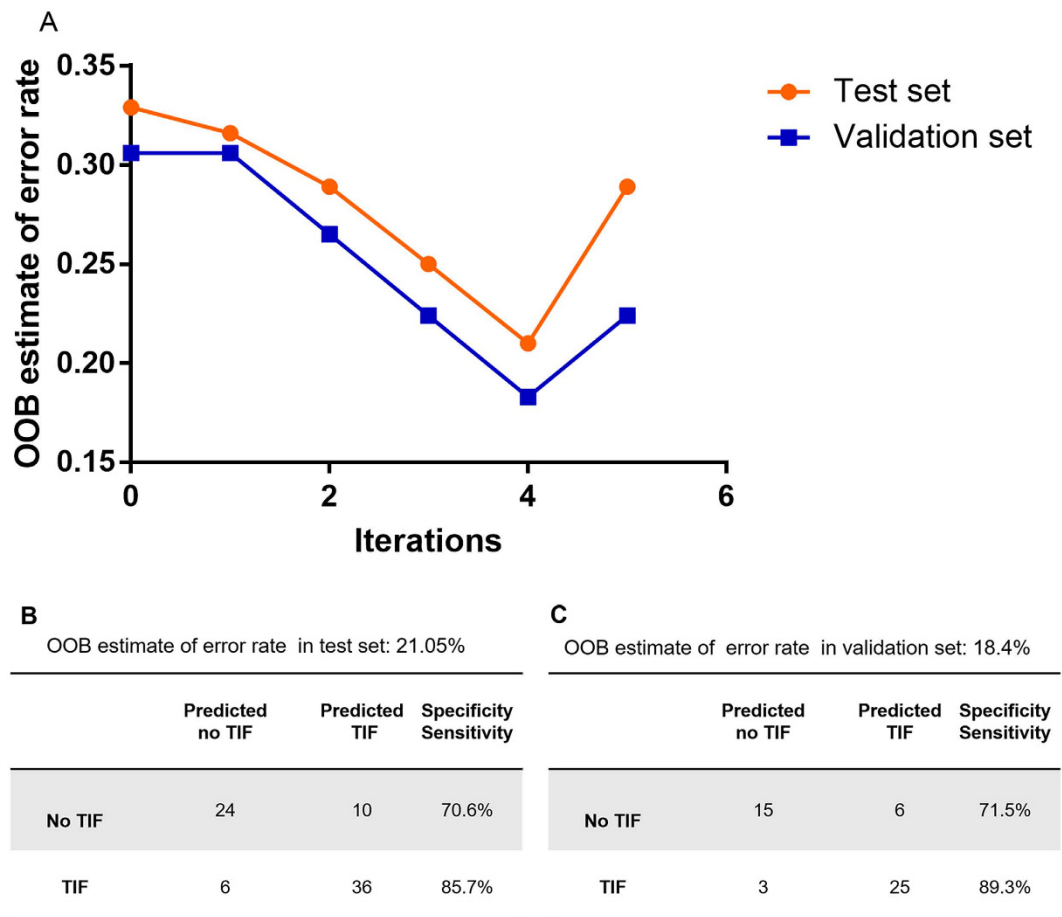 A
0.35
0.30
0.25
0.20
0.15
OOB estimate of error rate
0 2 4 6
Iterations
Test set
Validation set
B
OOB estimate of error rate in test set: 21.05%
Predicted no TIF Predicted TIF Specificity Sensitivity
No TIF 24 10 70.6%
TIF 6 36 85.7%
C
OOB estimate of error rate in validation set: 18.4%
Predicted no TIF Predicted TIF Specificity Sensitivity
No TIF 15 6 71.5%
TIF 3 25 89.3%